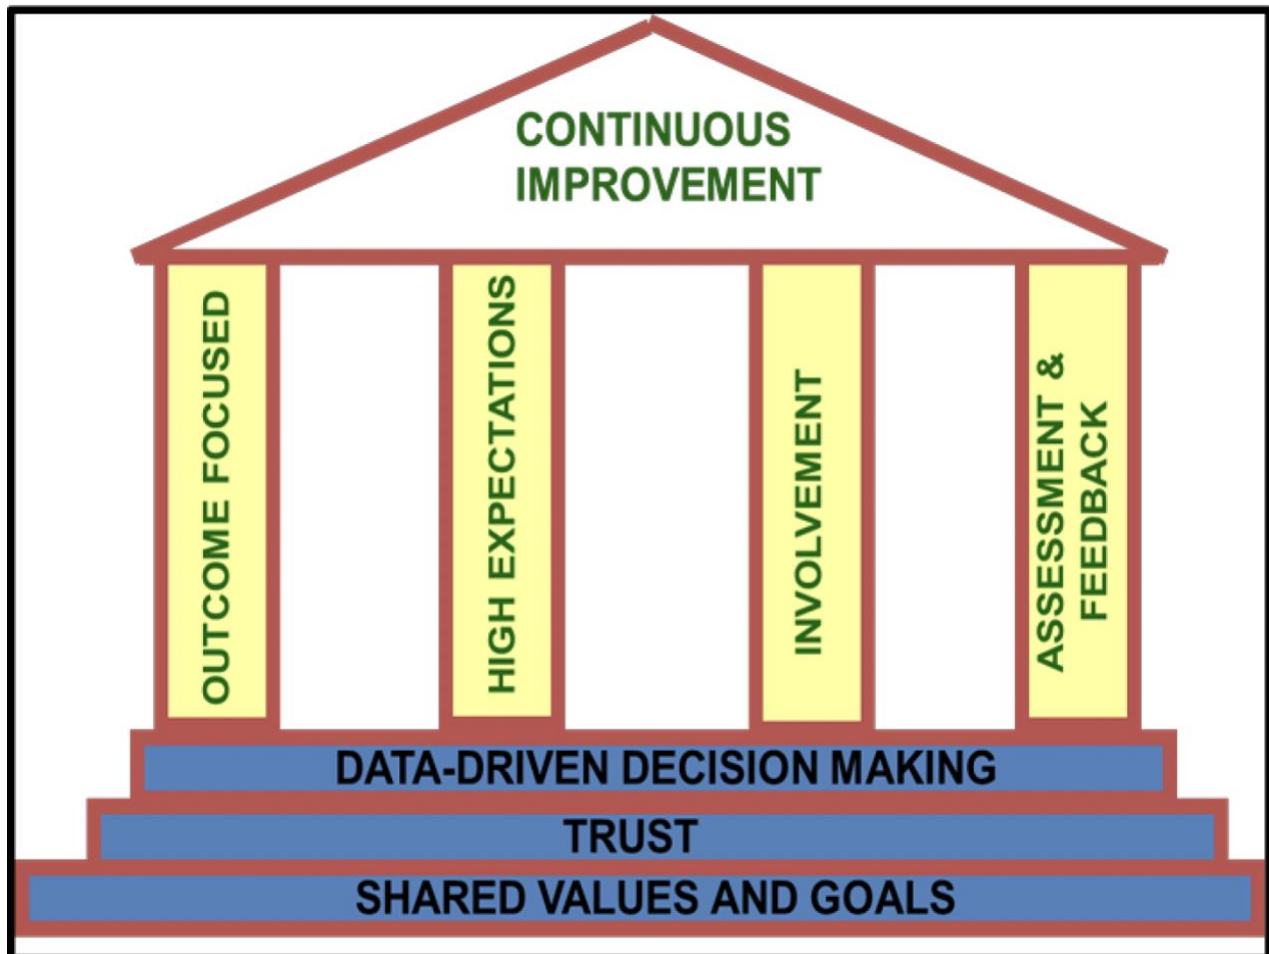 CONTINUOUS
IMPROVEMENT
OUTCOME FOCUSED
HIGH EXPECTATIONS
INVOLVEMENT
ASSESSMENT &
FEEDBACK
DATA-DRIVEN DECISION MAKING
TRUST
SHARED VALUES AND GOALS